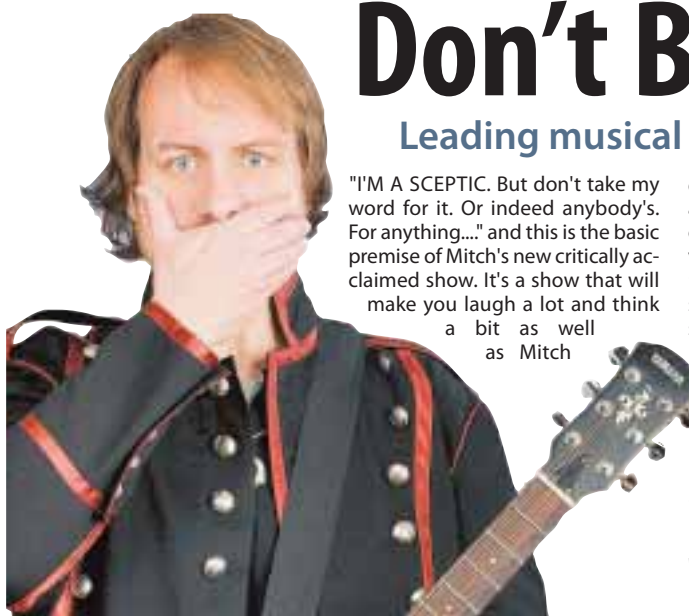 Don't B
Leading musical
"I'M A SCEPTIC. But don't take my
word for it. Or indeed anybody's.
For anything...." and this is the basic
premise of Mitch's new critically ac-
claimed show. It's a show that will
make you laugh a lot and think
a bit as well
as Mitch
YAMAHA